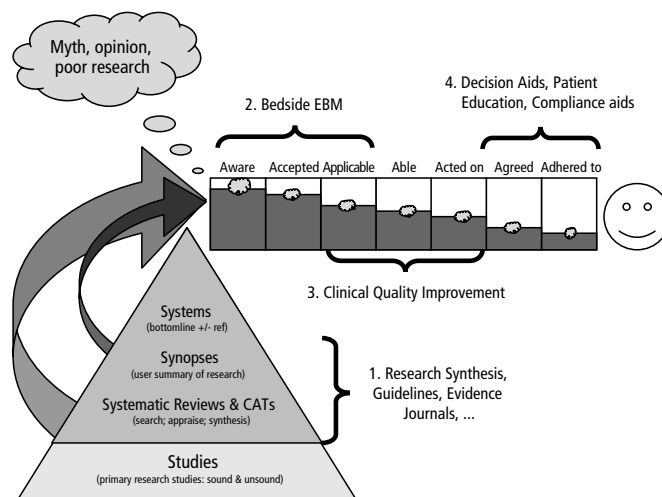 Myth, opinion,
poor research
4. Decision Aids, Patient
Education, Compliance aids
2. Bedside EBM
Aware Accepted Applicable Able Acted on Agreed Adhered to
3. Clinical Quality Improvement
Systems
(bottomline +/- ref)
Synopses
(user summary of research)
Systematic Reviews & CATs
(search; appraise; synthesis)
1. Research Synthesis,
Guidelines, Evidence
Journals, ...
Studies
(primary research studies: sound & unsound)